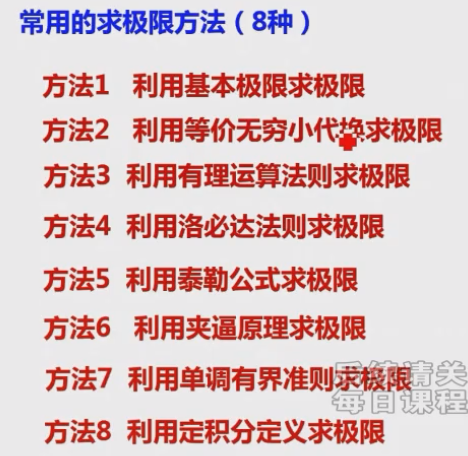 常用的求极限方法（8种）
方法1 利用基本极限求极限
方法2 利用等价无穷小代换求极限
方法3 利用有理运算法则求极限
方法4 利用洛必达法则求极限
方法5 利用泰勒公式求极限
方法6 利用夹逼原理求极限
方法7 利用单调有界准则求极限
后续请关
每日课程
方法8 利用定积分定义求极限